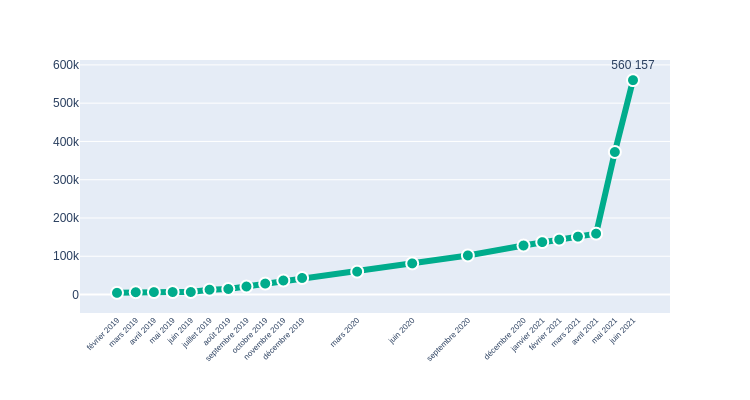 560 157
600k
500k
400k
300k
200k
100k
0
février 2019
mars 2019
avril 2019
mai 2019
juin 2019
juillet 2019
août 2019
septembre 2019
octobre 2019
novembre 2019
décembre 2019
mars 2020
juin 2020
septembre 2020
décembre 2020
janvier 2021
février 2021
mars 2021
avril 2021
mai 2021
juin 2021